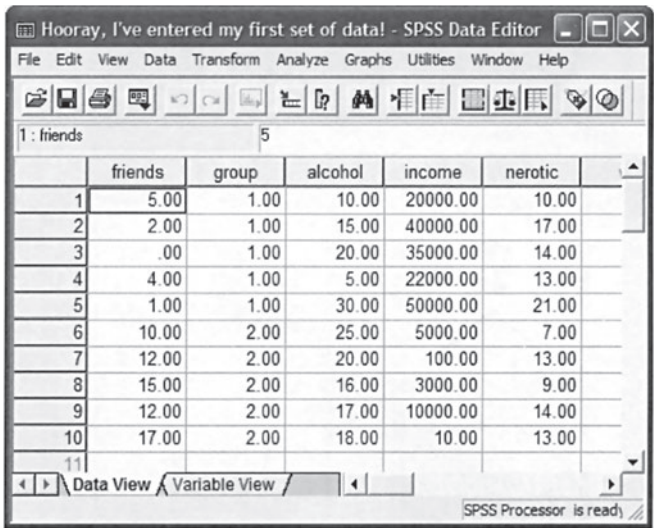 Hooray, I've entered my first set of data! - SPSS Data Editor
File Edit View Data Transform Analyze Graphs Utilities Window Help
1 : friends 5
friends group alcohol income nerotic
1 5.00 1.00 10.00 20000.00 10.00
2 2.00 1.00 15.00 40000.00 17.00
3 .00 1.00 20.00 35000.00 14.00
4 4.00 1.00 5.00 22000.00 13.00
5 1.00 1.00 30.00 50000.00 21.00
6 10.00 2.00 25.00 5000.00 7.00
7 12.00 2.00 20.00 100.00 13.00
8 15.00 2.00 16.00 3000.00 9.00
9 12.00 2.00 17.00 10000.00 14.00
10 17.00 2.00 18.00 10.00 13.00
11
Data View Variable View
SPSS Processor is ready